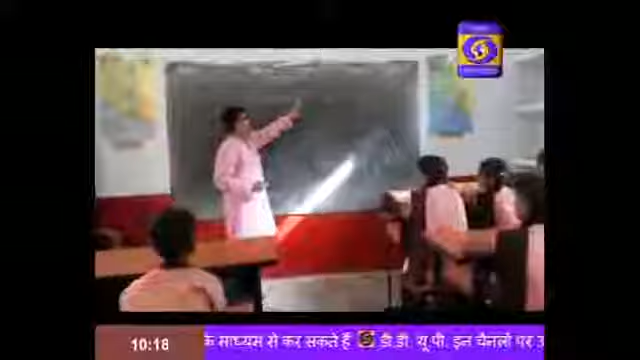 10:18 के माध्यम से कर सकते हैं डी.डी. यू.पी. इन चैनलों पर